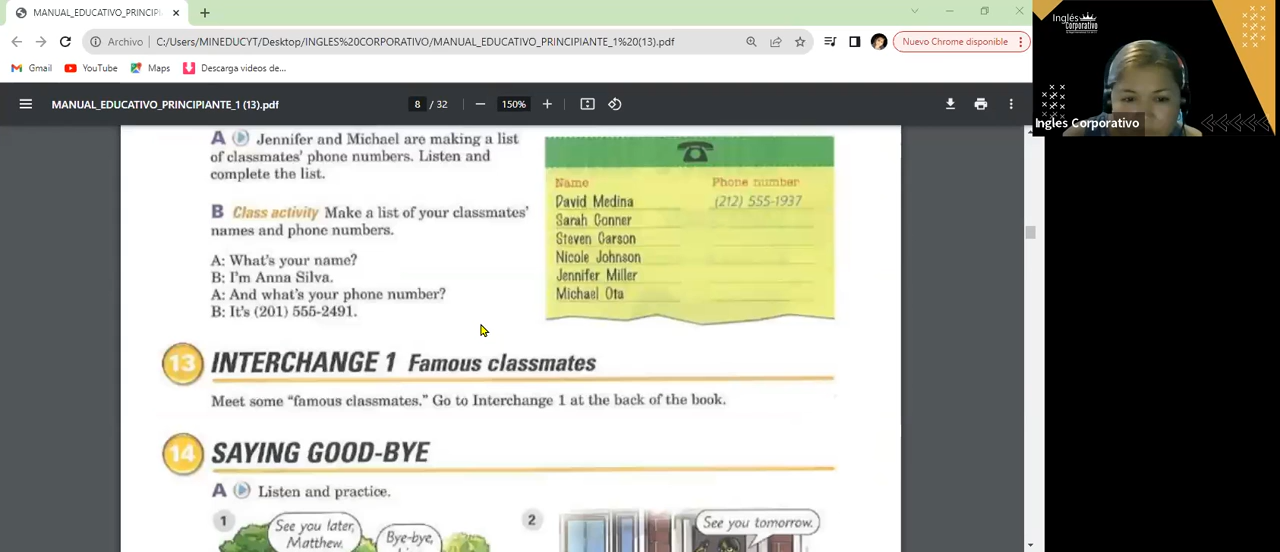 MANUAL_EDUCATIVO_PRINCIPI
Archivo
C:/Users/MINEDUCYT/Desktop/INGLES%20CORPORATIVO/MANUAL_EDUCATIVO_PRINCIPIANTE_1%20(13).pdf
Nuevo Chrome disponible
Gmail
YouTube
Maps
Descarga videos de...
MANUAL_EDUCATIVO_PRINCIPIANTE_1 (13).pdf
8 / 32
150%
A Jennifer and Michael are making a list
of classmates' phone numbers. Listen and
complete the list.
B Class activity Make a list of your classmates'
names and phone numbers.
A: What's your name?
B: I'm Anna Silva.
A: And what's your phone number?
B: It's (201) 555-2491.
Name Phone number
David Medina (212) 555-1937
Sarah Conner
Steven Carson
Nicole Johnson
Jennifer Miller
Michael Ota
13 INTERCHANGE 1 Famous classmates
Meet some "famous classmates." Go to Interchange 1 at the back of the book.
14 SAYING GOOD-BYE
A Listen and practice.
1
See you later,
Matthew.
Bye-bye,
2
See you tomorrow.
Inglés
Corporativo
Ingles Corporativo